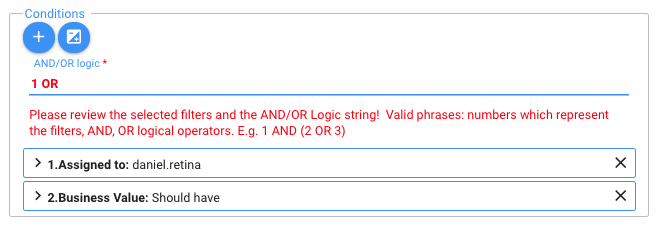 Conditions
AND/OR logic *
1 OR
Please review the selected filters and the AND/OR Logic string!  Valid phrases: numbers which represent
the filters, AND, OR logical operators. E.g. 1 AND (2 OR 3)
1.Assigned to: daniel.retina
2.Business Value: Should have